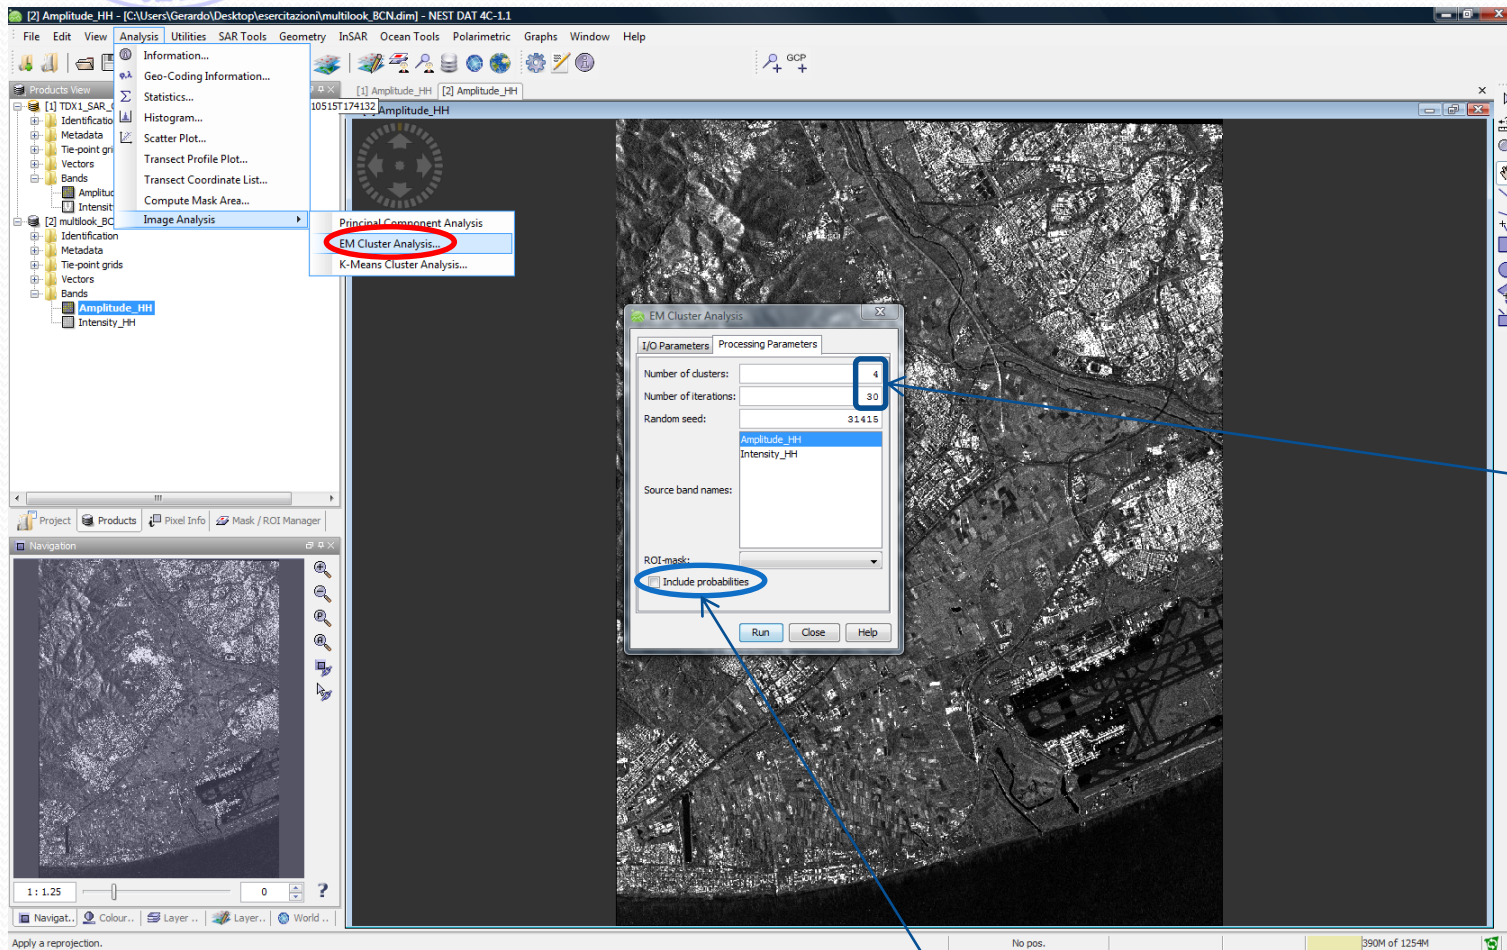 [2] Amplitude_HH - [C:\Users\Gerardo\Desktop\esercitazioni\multilook_BCN.dim] - NEST DAT 4C-1.1
File Edit View Analysis Utilities SAR Tools Geometry InSAR Ocean Tools Polarimetric Graphs Window Help
GCP
Information...
Geo-Coding Information...
Statistics...
Histogram...
Scatter Plot...
Transect Profile Plot...
Transect Coordinate List...
Compute Mask Area...
Image Analysis
Principal Component Analysis
EM Cluster Analysis...
K-Means Cluster Analysis...
Products View
[1] TDX1_SAR_
10515T174132
Identificatio
Metadata
Tie-point gri
Vectors
Bands
Amplituc
Intensit
[2] multilook_BC
Identification
Metadata
Tie-point grids
Vectors
Bands
Amplitude_HH
Intensity_HH
[1] Amplitude_HH [2] Amplitude_HH
Amplitude_HH
Project Products Pixel Info Mask / ROI Manager
Navigation
1 : 1.25
0
?
Navigat.. Colour.. Layer .. Layer.. World ..
EM Cluster Analysis
I/O Parameters Processing Parameters
Number of clusters: 4
Number of iterations: 30
Random seed: 31415
Source band names:
Amplitude_HH
Intensity_HH
ROI-mask:
Include probabilities
Run Close Help
Apply a reprojection.
No pos.
390M of 1254M